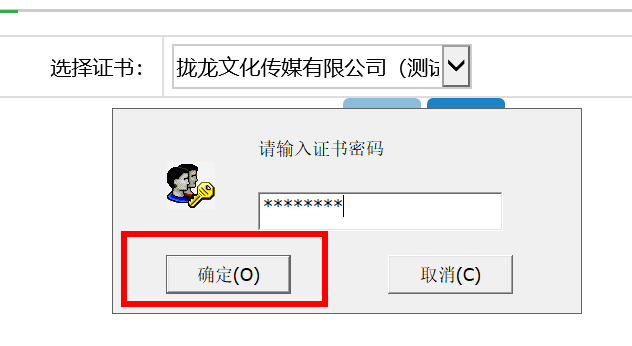 选择证书：
拢龙文化传媒有限公司（测试
请输入证书密码
********
确定(O)
取消(C)